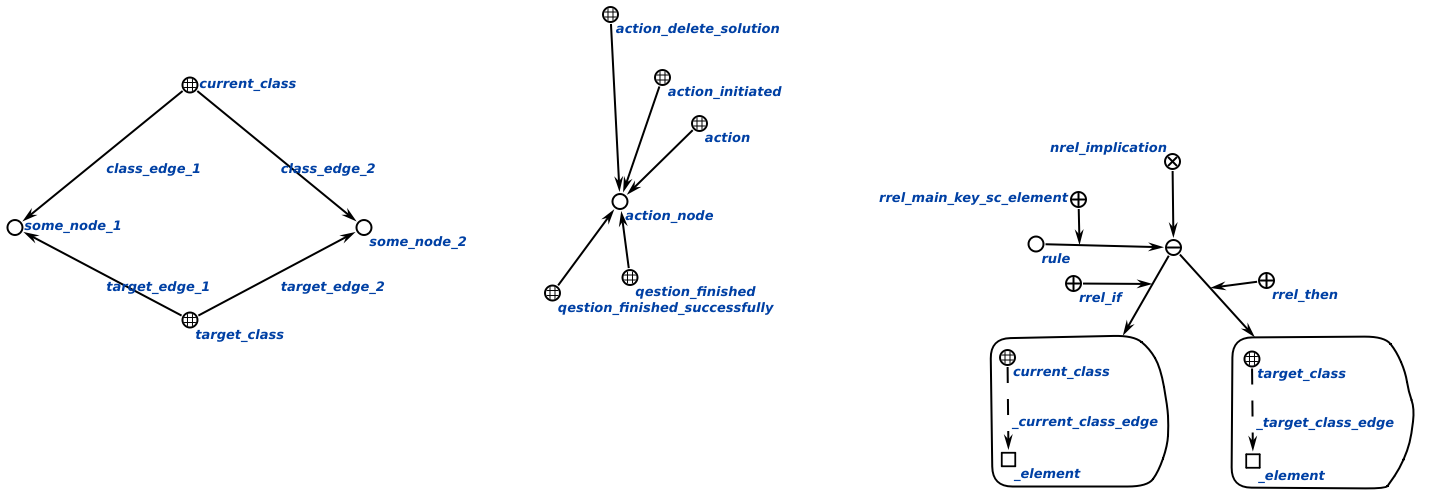 current_class
class_edge_1
class_edge_2
some_node_1
some_node_2
target_edge_1
target_edge_2
target_class
action_delete_solution
action_initiated
action
action_node
qestion_finished
qestion_finished_successfully
nrel_implication
rrel_main_key_sc_element
rule
rrel_if
rrel_then
current_class
_current_class_edge
_element
target_class
_target_class_edge
_element